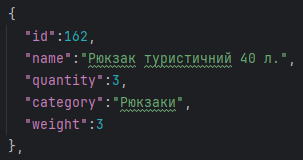 {
"id":162,
"name":"Рюкзак туристичний 40 л.",
"quantity":3,
"category":"Рюкзаки",
"weight":3
},